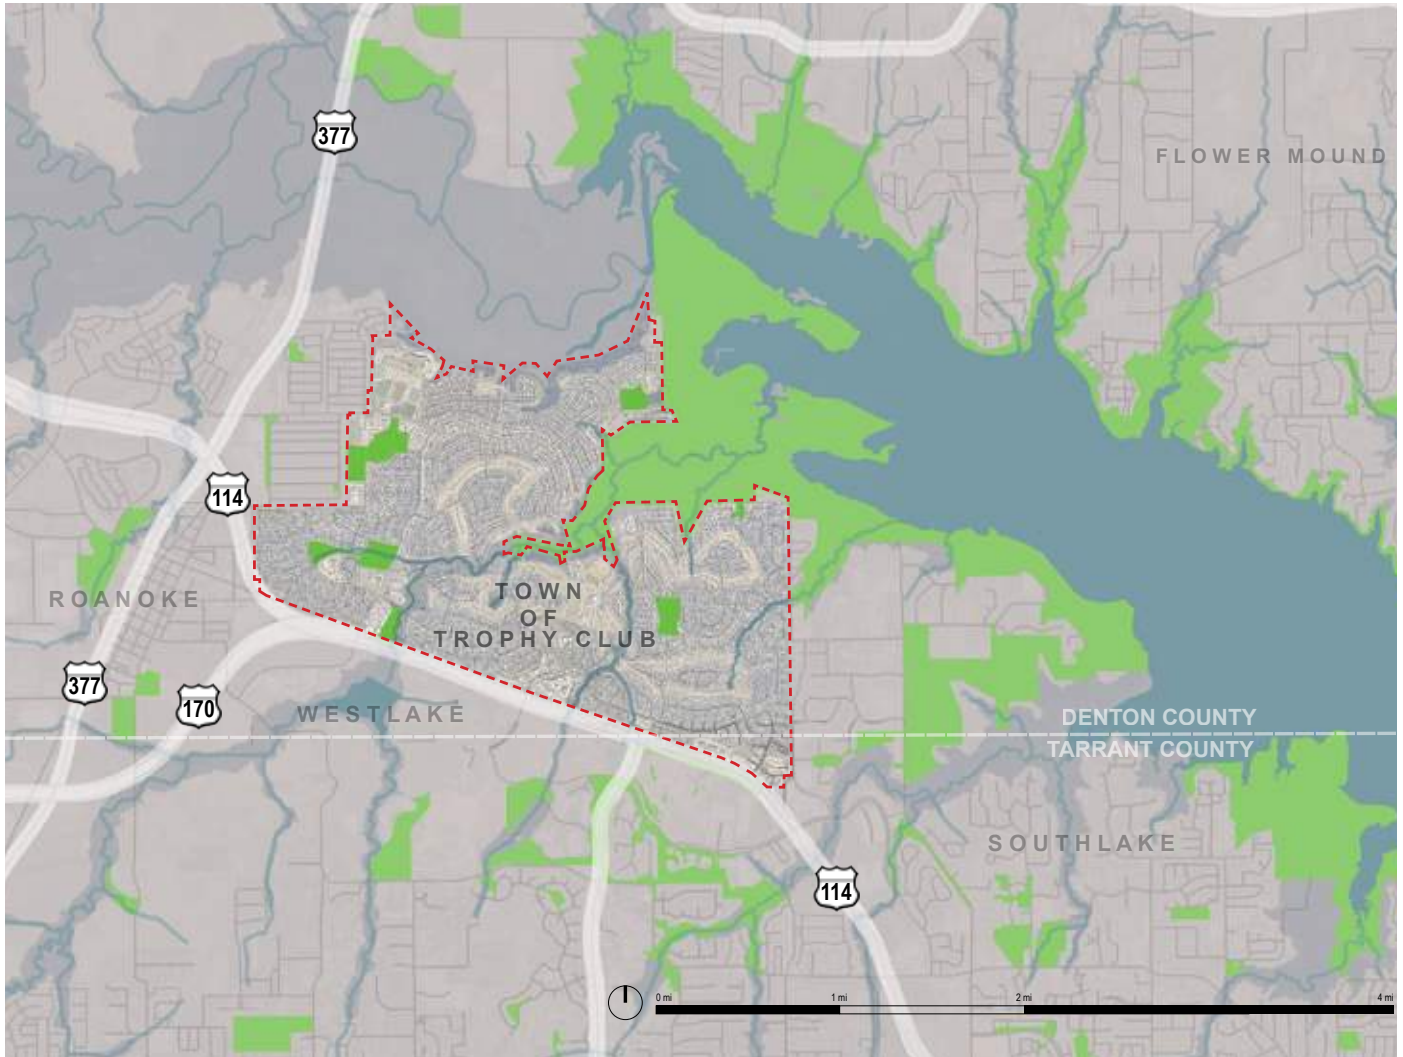 377
FLOWER MOUND
114
TOWN
OF
TROPHY CLUB
ROANOKE
377
170
WESTLAKE
DENTON COUNTY
TARRANT COUNTY
SOUTHLAKE
114
0 mi 1 mi 2 mi 4 mi